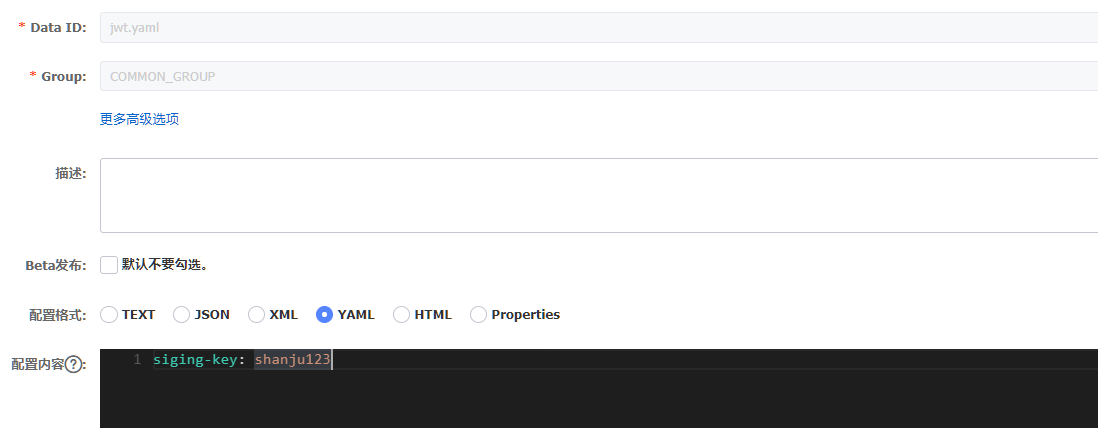 * Data ID: jwt.yaml
* Group: COMMON_GROUP
更多高级选项
描述:
Beta发布: 默认不要勾选。
配置格式: TEXT JSON XML YAML HTML Properties
配置内容?: 1 siging-key: shanju123